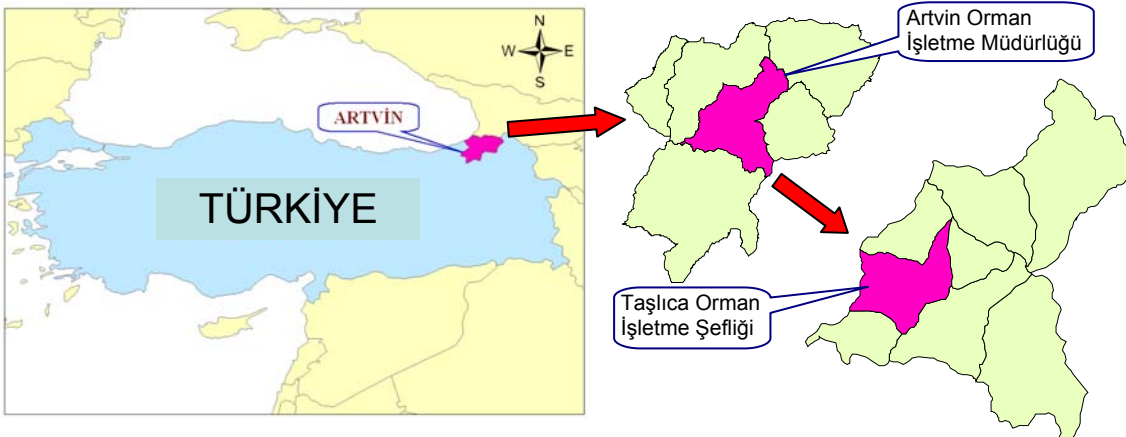 N
W E
S
ARTVİN
TÜRKİYE
Artvin Orman
İşletme Müdürlüğü
Taşlıca Orman
İşletme Şefliği